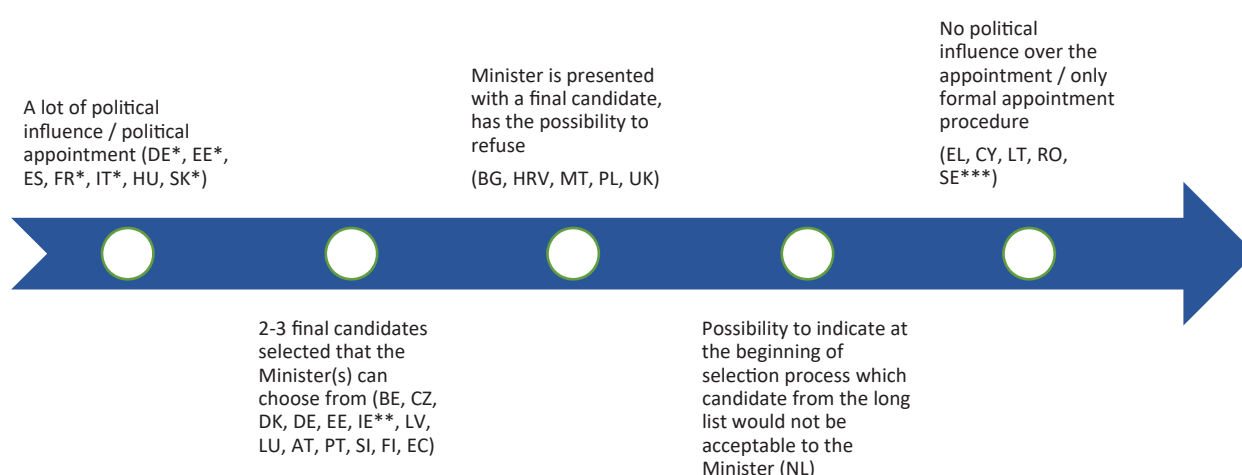 A lot of political
influence / political
appointment (DE*, EE*,
ES, FR*, IT*, HU, SK*)
2-3 final candidates
selected that the
Minister(s) can
choose from (BE, CZ,
DK, DE, EE, IE**, LV,
LU, AT, PT, SI, FI, EC)
Minister is presented
with a final candidate,
has the possibility to
refuse
(BG, HRV, MT, PL, UK)
Possibility to indicate at
the beginning of
selection process which
candidate from the long
list would not be
acceptable to the
Minister (NL)
No political
influence over the
appointment / only
formal appointment
procedure
(EL, CY, LT, RO,
SE***)